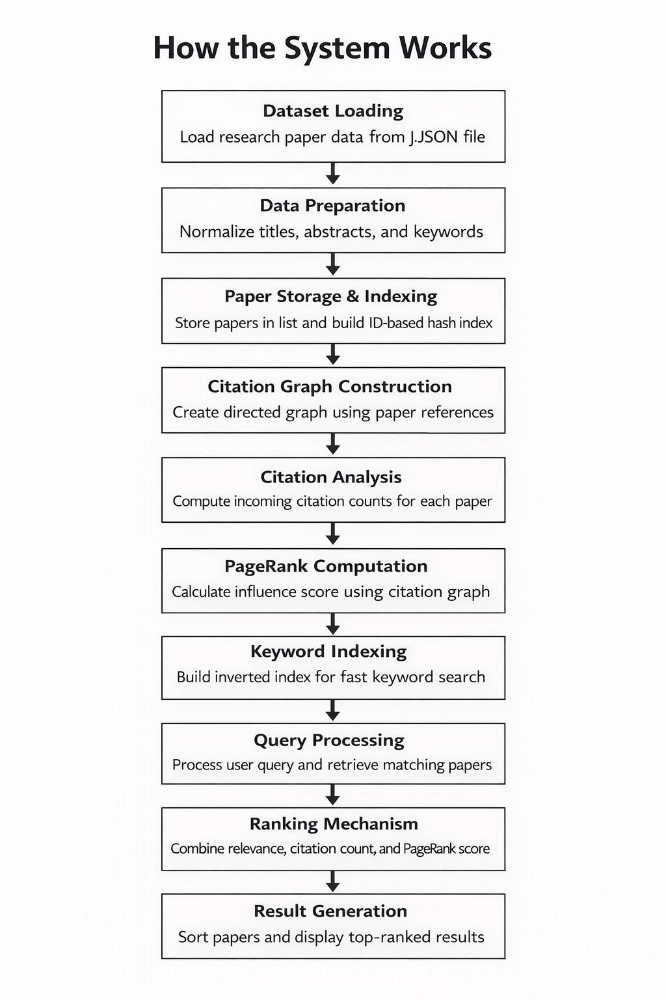 How the System Works
Dataset Loading
Load research paper data from J.JSON file
Data Preparation
Normalize titles, abstracts, and keywords
Paper Storage & Indexing
Store papers in list and build ID-based hash index
Citation Graph Construction
Create directed graph using paper references
Citation Analysis
Compute incoming citation counts for each paper
PageRank Computation
Calculate influence score using citation graph
Keyword Indexing
Build inverted index for fast keyword search
Query Processing
Process user query and retrieve matching papers
Ranking Mechanism
Combine relevance, citation count, and PageRank score
Result Generation
Sort papers and display top-ranked results